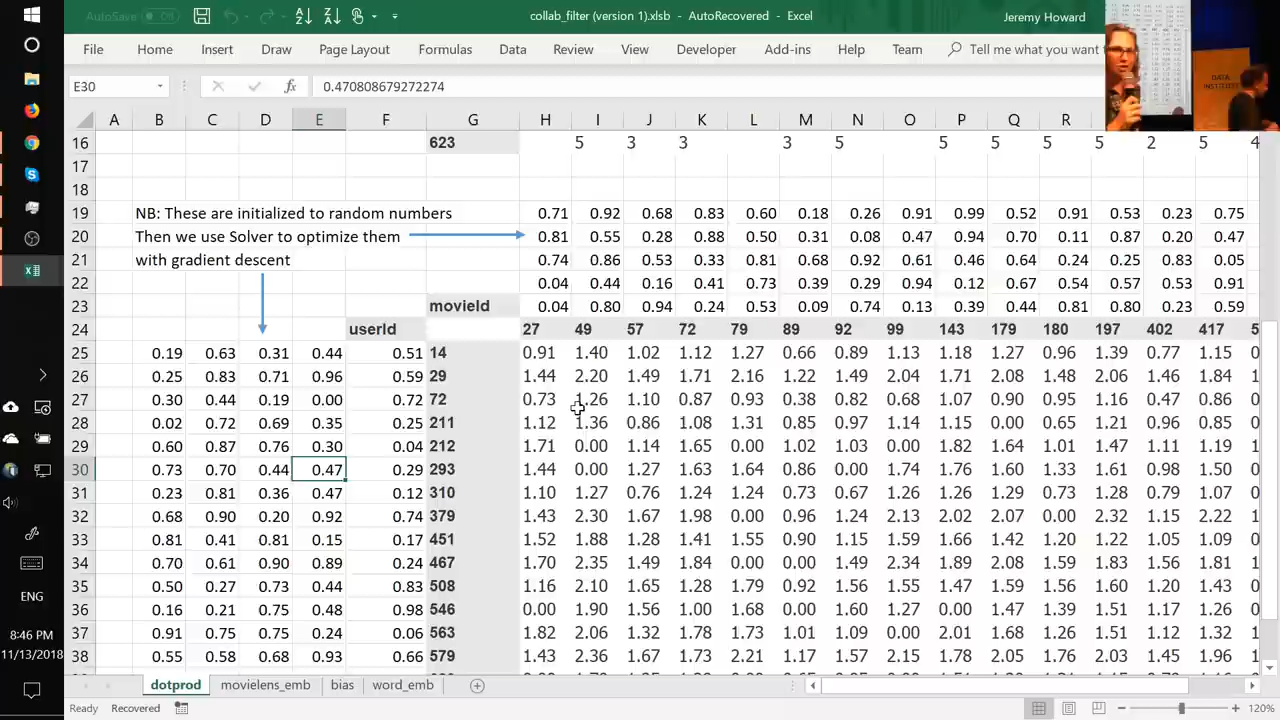 AutoSave Off
collab_filter (version 1).xlsb - AutoRecovered - Excel
Jeremy Howard
File Home Insert Draw Page Layout Formulas Data Review View Developer Add-ins Help Team Tell me what you want
DATA
INSTITUTE
E30 fx 0.470808679272274
A B C D E F G H I J K L M N O P Q R S T U
16 623 5 3 3 3 5 5 5 5 5 2 5 4
17
18
19 NB: These are initialized to random numbers 0.71 0.92 0.68 0.83 0.60 0.18 0.26 0.91 0.99 0.52 0.91 0.53 0.23 0.75
20 Then we use Solver to optimize them 0.81 0.55 0.28 0.88 0.50 0.31 0.08 0.47 0.94 0.70 0.11 0.87 0.20 0.47
21 with gradient descent 0.74 0.86 0.53 0.33 0.81 0.68 0.92 0.61 0.46 0.64 0.24 0.25 0.83 0.05
22 0.04 0.44 0.16 0.41 0.73 0.39 0.29 0.94 0.12 0.67 0.54 0.57 0.53 0.91
23 movieId 0.04 0.80 0.94 0.24 0.53 0.09 0.74 0.13 0.39 0.44 0.81 0.80 0.23 0.59
24 userId 27 49 57 72 79 89 92 99 143 179 180 197 402 417 5
25 0.19 0.63 0.31 0.44 0.51 14 0.91 1.40 1.02 1.12 1.27 0.66 0.89 1.13 1.18 1.27 0.96 1.39 0.77 1.15 0
26 0.25 0.83 0.71 0.96 0.59 29 1.44 2.20 1.49 1.71 2.16 1.22 1.49 2.04 1.71 2.08 1.48 2.06 1.46 1.84 1
27 0.30 0.44 0.19 0.00 0.72 72 0.73 1.26 1.10 0.87 0.93 0.38 0.82 0.68 1.07 0.90 0.95 1.16 0.47 0.86 0
28 0.02 0.72 0.69 0.35 0.25 211 1.12 1.36 0.86 1.08 1.31 0.85 0.97 1.14 1.15 0.00 0.65 1.21 0.96 0.85 0
29 0.60 0.87 0.76 0.30 0.04 212 1.71 0.00 1.14 1.65 0.00 1.02 1.03 0.00 1.82 1.64 1.01 1.47 1.11 1.19 1
30 0.73 0.70 0.44 0.47 0.29 293 1.44 0.00 1.27 1.63 1.64 0.86 0.00 1.74 1.76 1.60 1.33 1.61 0.98 1.50 0
31 0.23 0.81 0.36 0.47 0.12 310 1.10 1.27 0.76 1.24 1.24 0.73 0.67 1.26 1.26 1.29 0.73 1.28 0.79 1.07 0
32 0.68 0.90 0.20 0.92 0.74 379 1.43 2.30 1.67 1.98 0.00 0.96 1.24 2.13 2.02 2.07 0.00 2.32 1.15 2.22 1
33 0.81 0.41 0.81 0.15 0.17 451 1.52 1.88 1.28 1.41 1.55 0.90 1.15 1.59 1.66 1.42 1.20 1.22 1.05 1.09 0
34 0.70 0.61 0.90 0.89 0.24 467 1.70 2.35 1.49 1.84 0.00 0.00 1.49 2.34 1.89 2.08 1.59 1.83 1.56 1.81 1
35 0.50 0.27 0.73 0.44 0.83 508 1.16 2.10 1.65 1.28 1.79 0.92 1.56 1.55 1.47 1.59 1.56 1.60 1.20 1.43 0
36 0.16 0.21 0.75 0.48 0.98 546 0.00 1.90 1.56 1.00 1.68 0.00 1.60 1.27 0.00 1.47 1.39 1.51 1.17 1.26 0
37 0.91 0.75 0.75 0.24 0.06 563 1.82 2.06 1.32 1.78 1.73 1.01 1.09 0.00 2.01 1.68 1.26 1.51 1.12 1.32 1
38 0.55 0.58 0.68 0.93 0.66 579 1.43 2.36 1.67 1.73 2.21 1.17 1.57 2.15 1.78 2.05 1.76 2.03 1.45 1.96 1
dotprod movielens_emb bias word_emb
Ready Recovered 120%
ENG
8:46 PM
11/13/2018